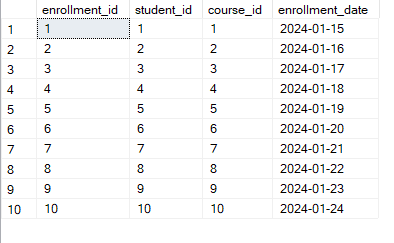 enrollment_id student_id course_id enrollment_date
1 1 1 1 2024-01-15
2 2 2 2 2024-01-16
3 3 3 3 2024-01-17
4 4 4 4 2024-01-18
5 5 5 5 2024-01-19
6 6 6 6 2024-01-20
7 7 7 7 2024-01-21
8 8 8 8 2024-01-22
9 9 9 9 2024-01-23
10 10 10 10 2024-01-24